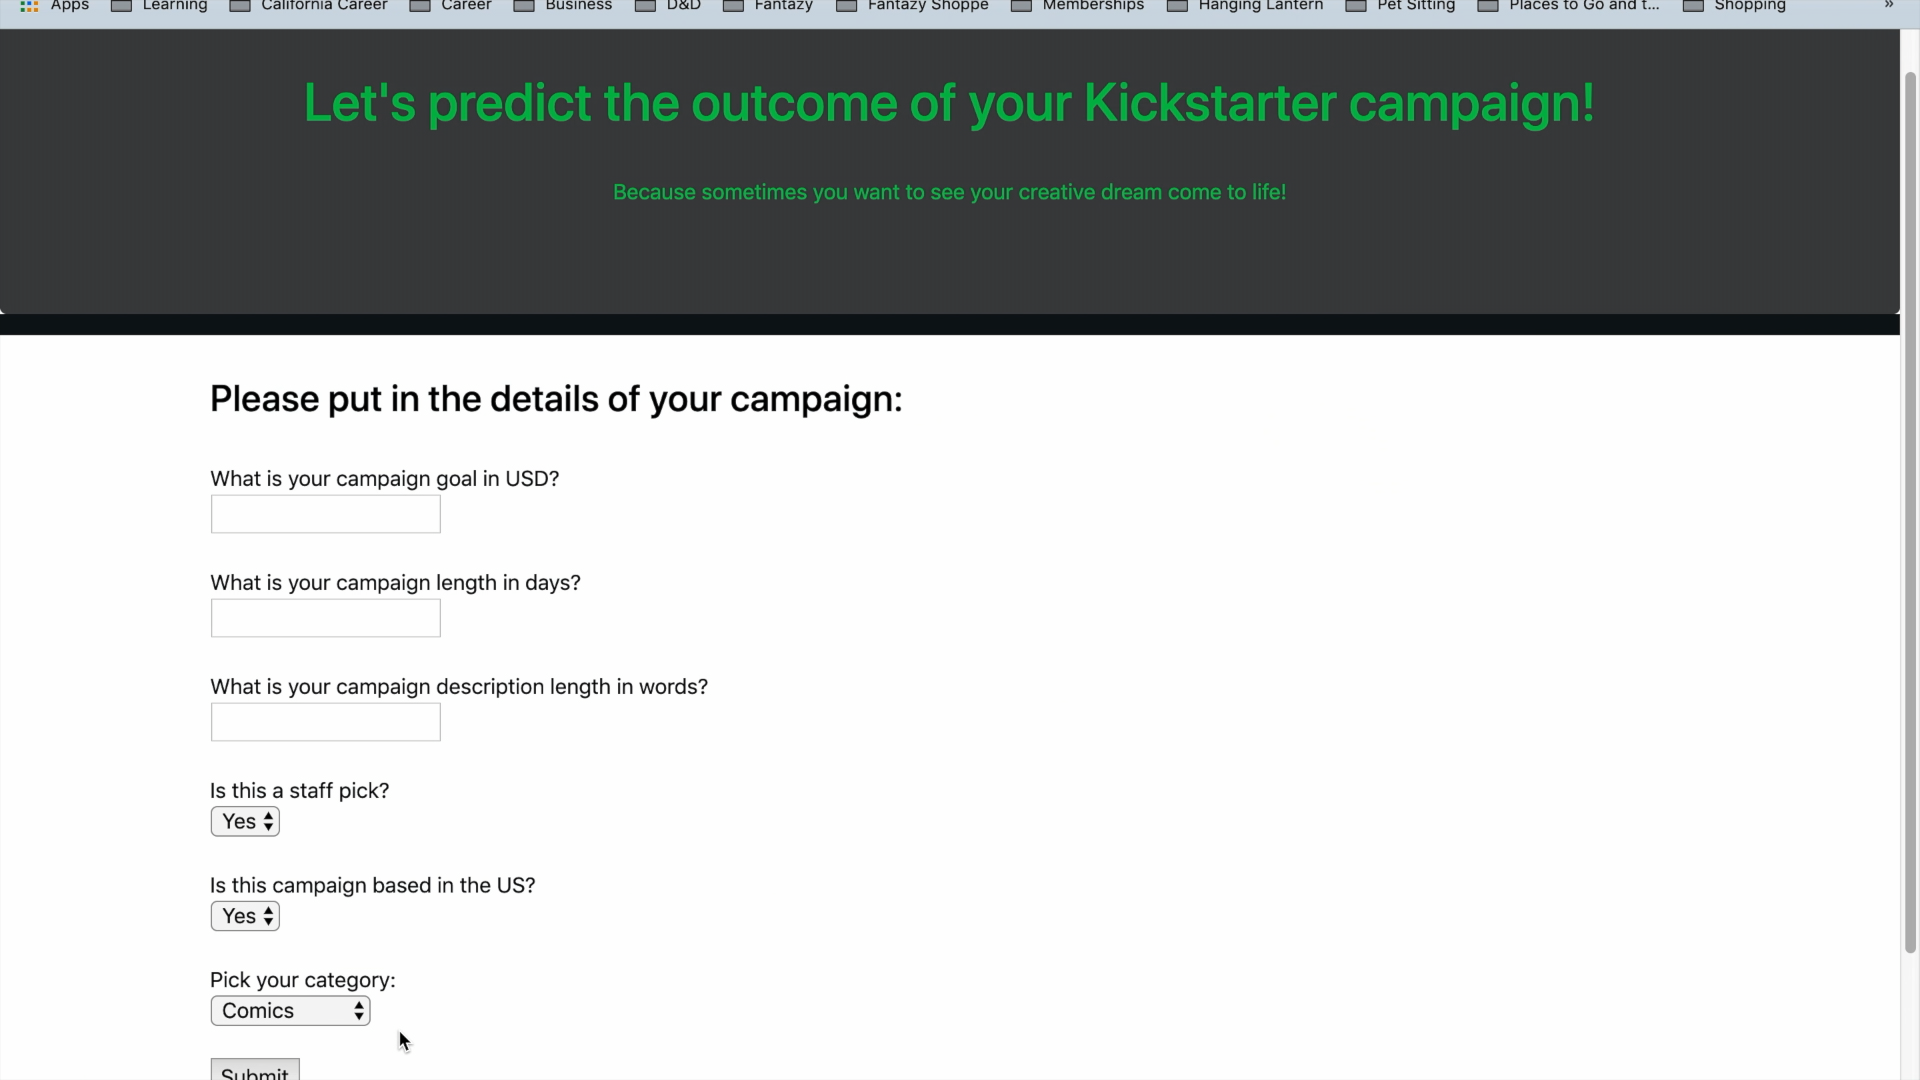 Apps Learning California Career Career Business D&D Fantazy Fantazy Shoppe Memberships Hanging Lantern Pet Sitting Places to Go and t... Shopping »
Let's predict the outcome of your Kickstarter campaign!
Because sometimes you want to see your creative dream come to life!
Please put in the details of your campaign:
What is your campaign goal in USD?
What is your campaign length in days?
What is your campaign description length in words?
Is this a staff pick?
Yes
Is this campaign based in the US?
Yes
Pick your category:
Comics
Submit